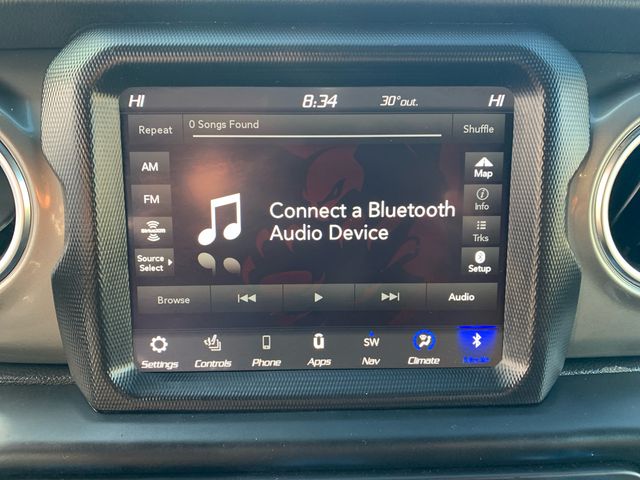 HI 8:34 30°out. HI
Repeat 0 Songs Found Shuffle
AM Map
FM Info
SiriusXM Connect a Bluetooth Trks
Source Audio Device
Select Setup
Browse Audio
Settings Controls Phone Apps Nav Climate
SW